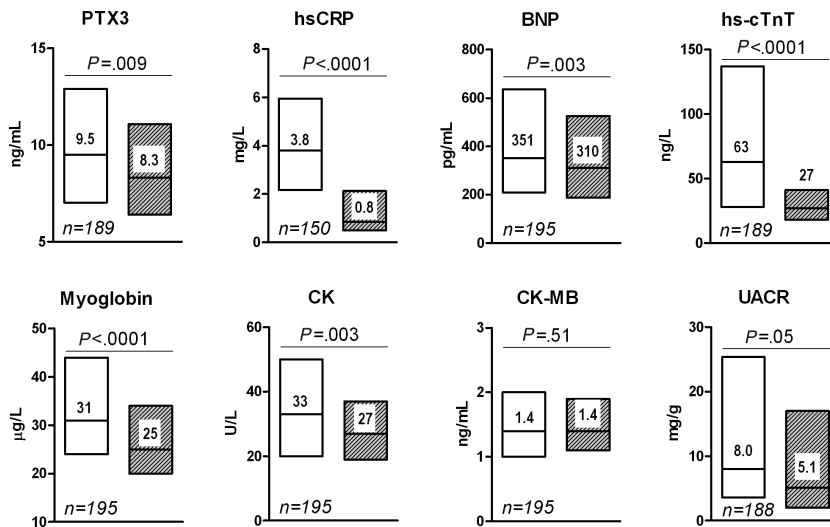 PTX3
15
P=.009
ng/mL
10
9.5
8.3
5
n=189
hsCRP
8
P<.0001
6
mg/L
4
3.8
2
0.8
0
n=150
BNP
800
P=.003
600
pg/mL
400
351
310
200
0
n=195
hs-cTnT
150
P<.0001
100
ng/L
63
50
27
0
n=189
Myoglobin
50
P<.0001
40
µg/L
30
31
25
20
10
n=195
CK
60
P=.003
40
U/L
33
27
20
0
n=195
CK-MB
3
P=.51
2
ng/mL
1.4
1.4
1
0
n=195
UACR
30
P=.05
20
mg/g
10
8.0
5.1
0
n=188